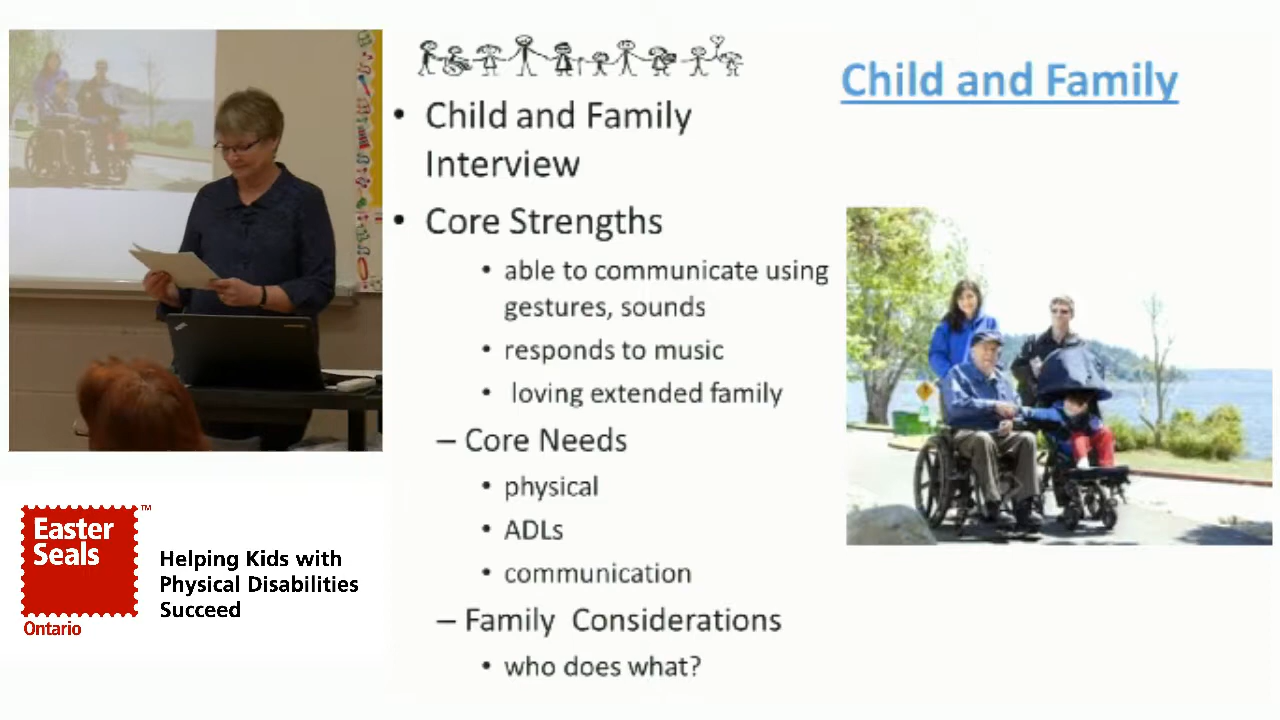 Child and Family
• Child and Family
Interview
• Core Strengths
• able to communicate using
gestures, sounds
• responds to music
• loving extended family
– Core Needs
• physical
• ADLs
• communication
– Family Considerations
• who does what?
Easter
Seals
™
Ontario
Helping Kids with
Physical Disabilities
Succeed